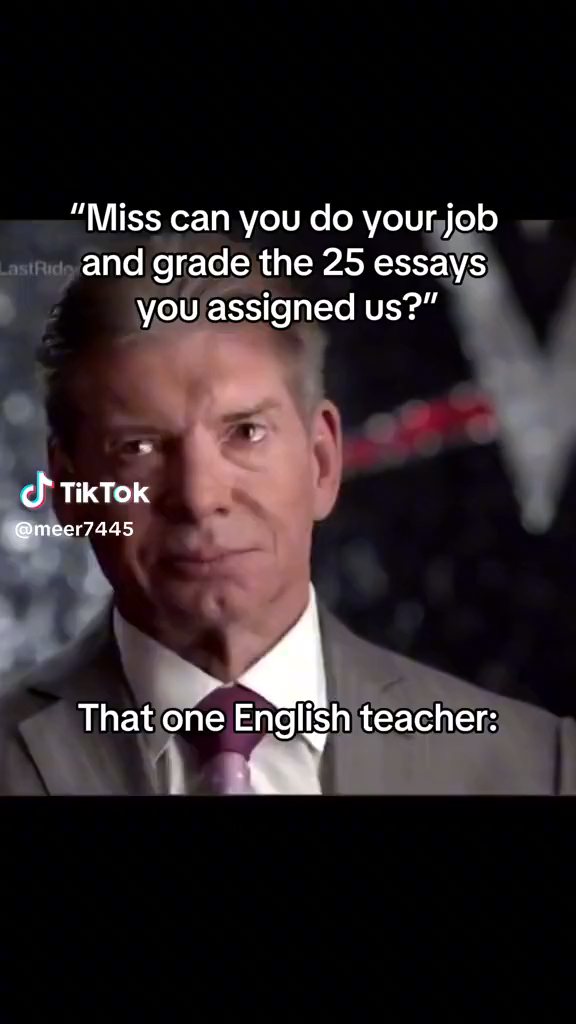 “Miss can you do your job
and grade the 25 essays
you assigned us?”
LastRide
TikTok
@meer7445
That one English teacher: